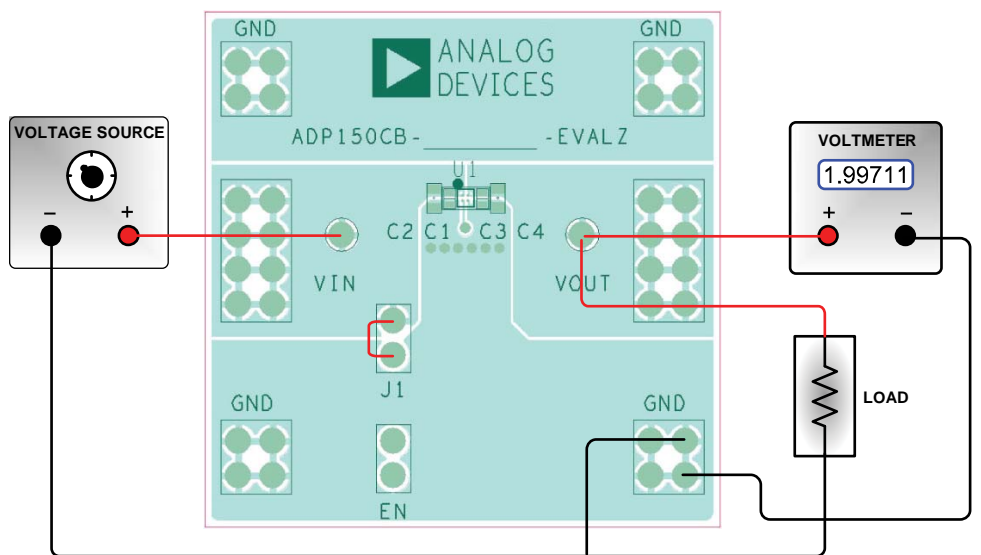 GND
GND
ANALOG
DEVICES
ADP150CB-__________-EVALZ
VOLTAGE SOURCE
VOLTMETER
1.99711
U1
– +
+ –
C2 C1 C3 C4
VIN
VOUT
J1
LOAD
GND
GND
EN